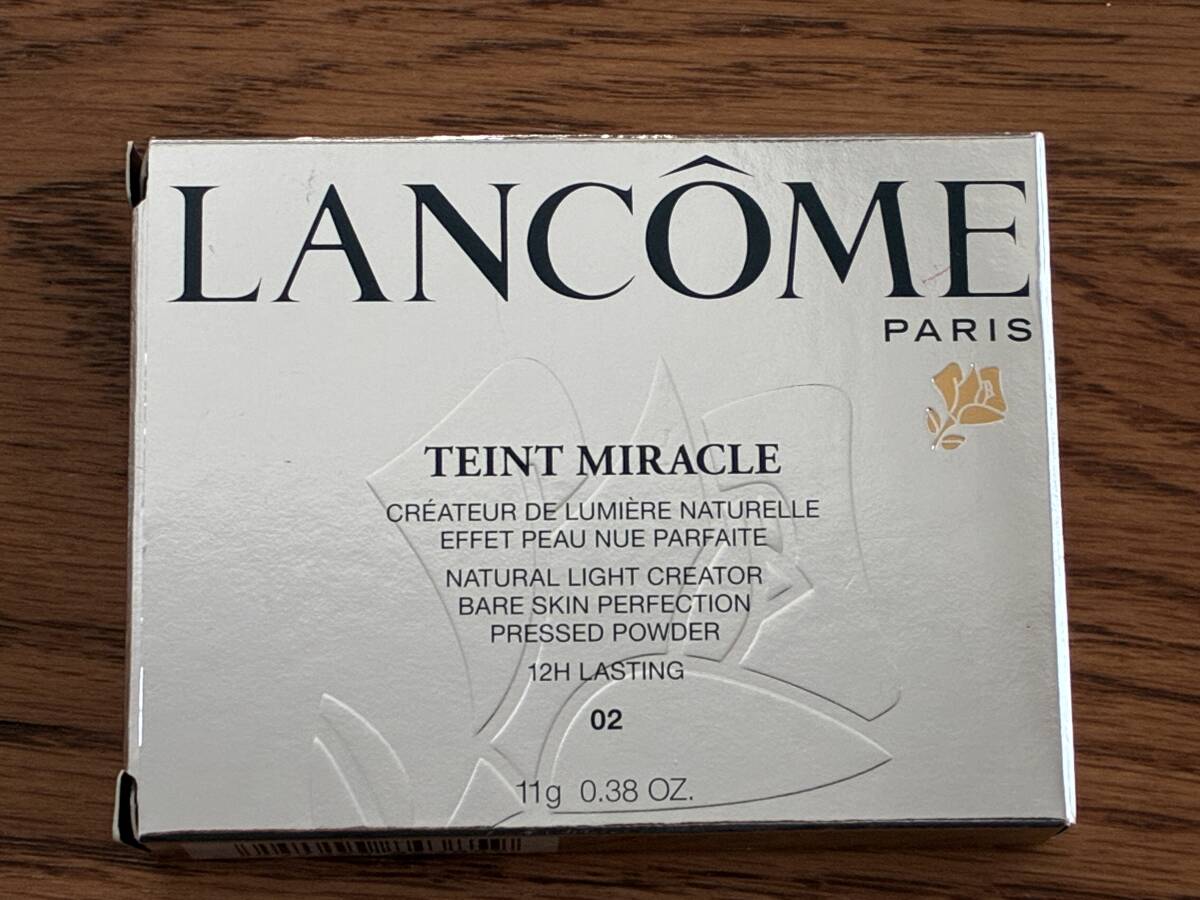 LANCÔME
PARIS
TEINT MIRACLE
CRÉATEUR DE LUMIÈRE NATURELLE
EFFET PEAU NUE PARFAITE
NATURAL LIGHT CREATOR
BARE SKIN PERFECTION
PRESSED POWDER
12H LASTING
02
11g 0.38 OZ.